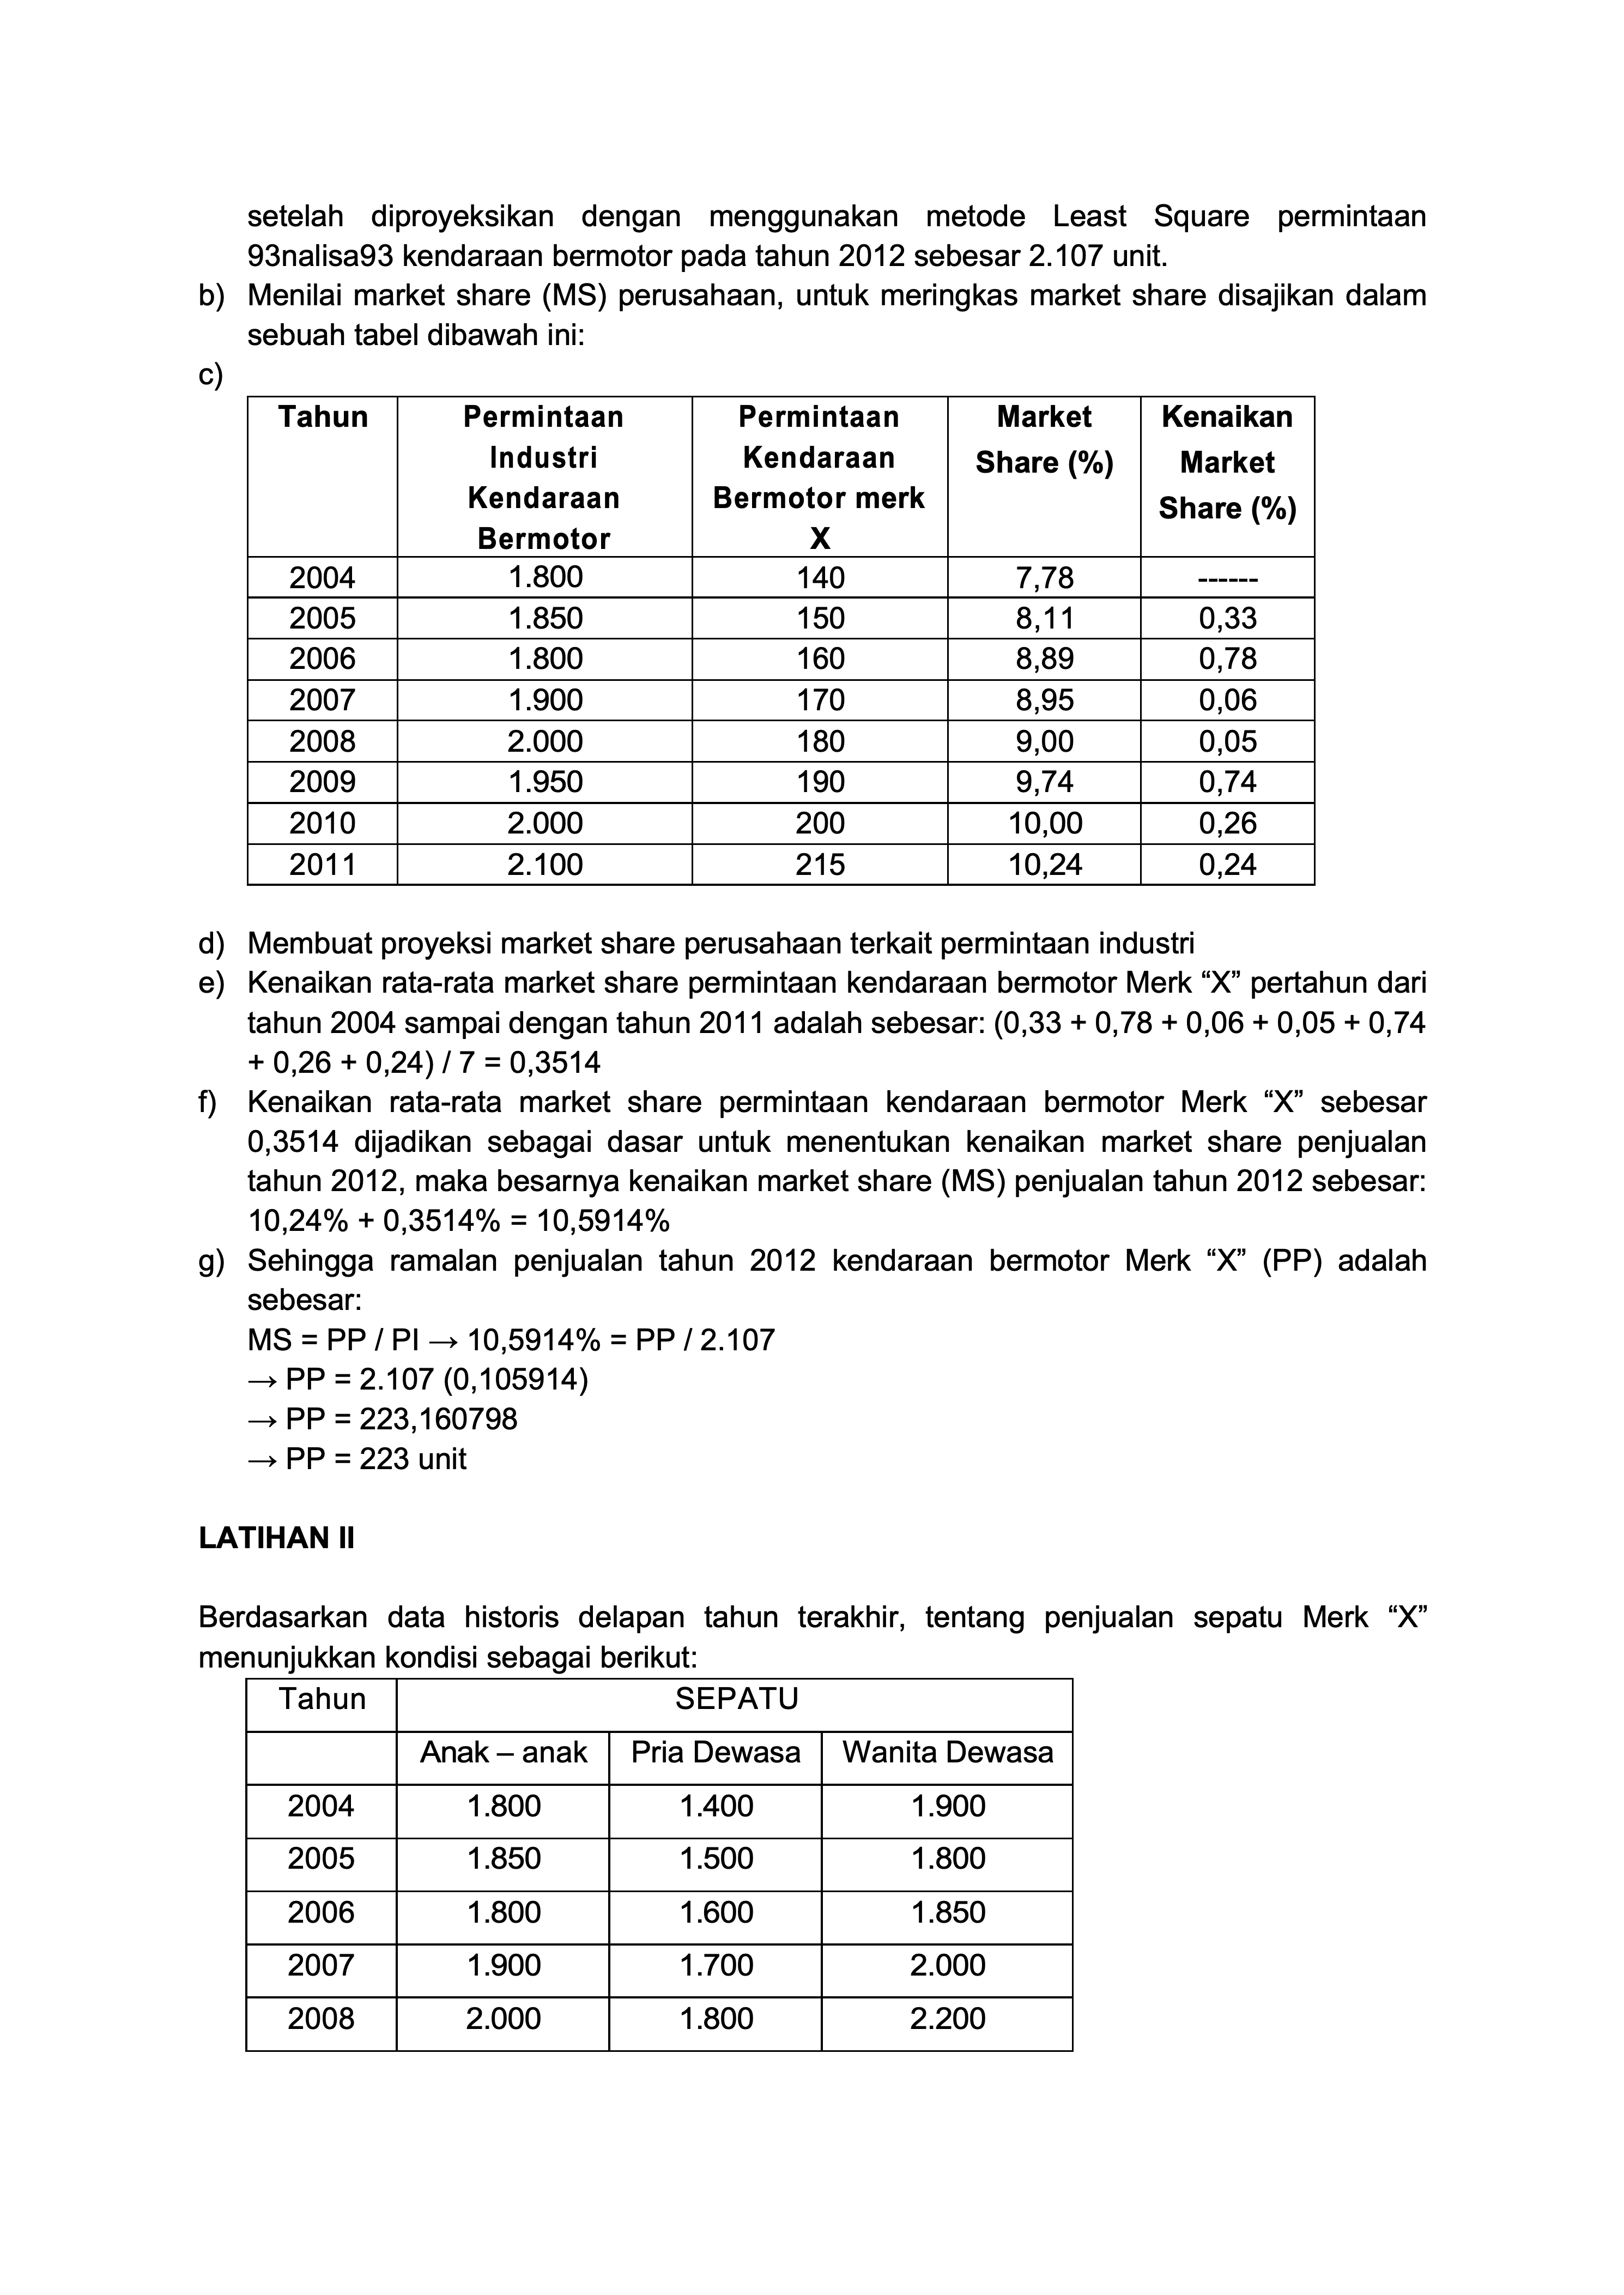 setelah diproyeksikan dengan menggunakan metode Least Square permintaan
93nalisa93 kendaraan bermotor pada tahun 2012 sebesar 2.107 unit.
b) Menilai market share (MS) perusahaan, untuk meringkas market share disajikan dalam
sebuah tabel dibawah ini:
c)
Tahun Permintaan Industri Kendaraan Bermotor Permintaan Kendaraan Bermotor merk X Market Share (%) Kenaikan Market Share (%)
2004 1.800 140 7,78 ------
2005 1.850 150 8,11 0,33
2006 1.800 160 8,89 0,78
2007 1.900 170 8,95 0,06
2008 2.000 180 9,00 0,05
2009 1.950 190 9,74 0,74
2010 2.000 200 10,00 0,26
2011 2.100 215 10,24 0,24
d) Membuat proyeksi market share perusahaan terkait permintaan industri
e) Kenaikan rata-rata market share permintaan kendaraan bermotor Merk “X” pertahun dari
tahun 2004 sampai dengan tahun 2011 adalah sebesar: (0,33 + 0,78 + 0,06 + 0,05 + 0,74
+ 0,26 + 0,24) / 7 = 0,3514
f) Kenaikan rata-rata market share permintaan kendaraan bermotor Merk “X” sebesar
0,3514 dijadikan sebagai dasar untuk menentukan kenaikan market share penjualan
tahun 2012, maka besarnya kenaikan market share (MS) penjualan tahun 2012 sebesar:
10,24% + 0,3514% = 10,5914%
g) Sehingga ramalan penjualan tahun 2012 kendaraan bermotor Merk “X” (PP) adalah
sebesar:
MS = PP / PI → 10,5914% = PP / 2.107
→ PP = 2.107 (0,105914)
→ PP = 223,160798
→ PP = 223 unit
LATIHAN II
Berdasarkan data historis delapan tahun terakhir, tentang penjualan sepatu Merk “X”
menunjukkan kondisi sebagai berikut:
Tahun SEPATU
Anak – anak Pria Dewasa Wanita Dewasa
2004 1.800 1.400 1.900
2005 1.850 1.500 1.800
2006 1.800 1.600 1.850
2007 1.900 1.700 2.000
2008 2.000 1.800 2.200